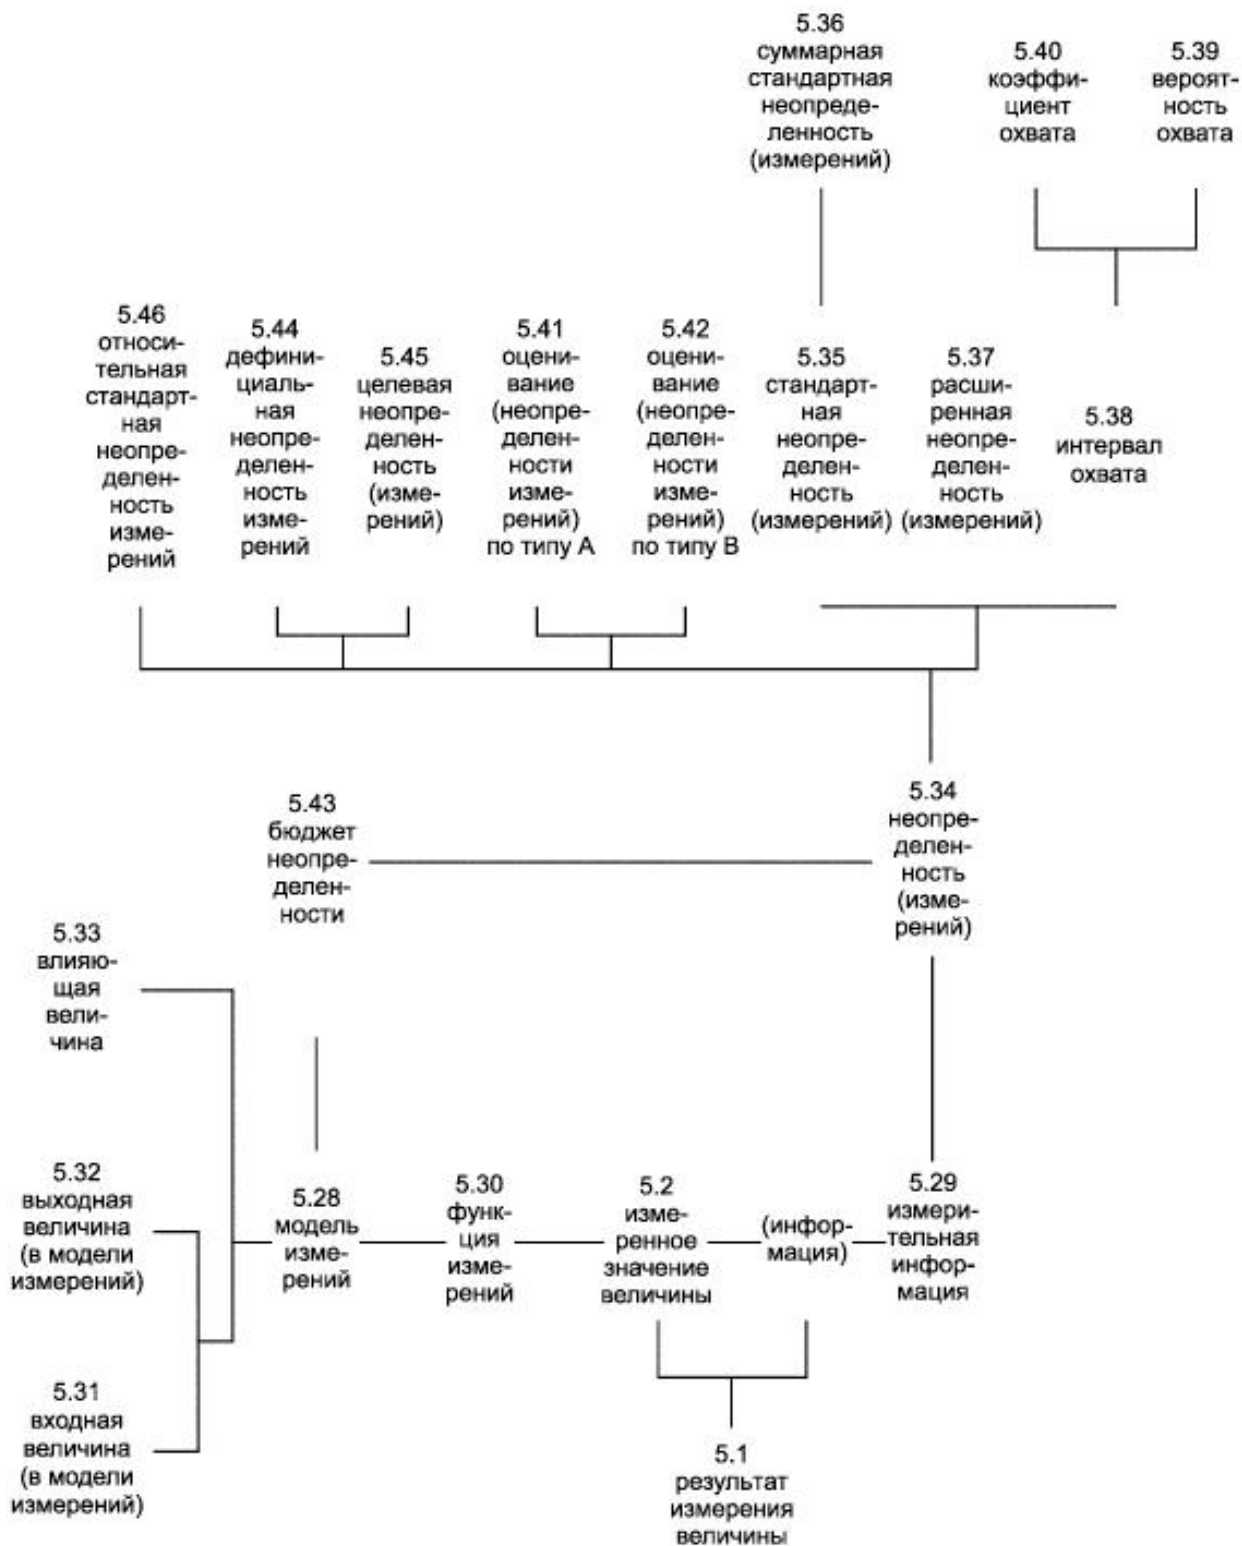 5.36
суммарная
стандартная
неопреде-
ленность
(измерений)
5.40
коэффи-
циент
охвата
5.39
вероят-
ность
охвата
5.46
относи-
тельная
стандарт-
ная
неопре-
делен-
ность
изме-
рений
5.44
дефини-
циаль-
ная
неопре-
делен-
ность
изме-
рений
5.45
целевая
неопре-
делен-
ность
(изме-
рений)
5.41
оцени-
вание
(неопре-
делен-
ности
изме-
рений)
по типу А
5.42
оцени-
вание
(неопре-
делен-
ности
изме-
рений)
по типу В
5.35
стандарт-
ная
неопре-
делен-
ность
(измерений)
5.37
расши-
ренная
неопре-
делен-
ность
(измерений)
5.38
интервал
охвата
5.43
бюджет
неопре-
делен-
ности
5.34
неопре-
делен-
ность
(изме-
рений)
5.33
влияю-
щая
вели-
чина
5.32
выходная
величина
(в модели
измерений)
5.28
модель
изме-
рений
5.30
функ-
ция
изме-
рений
5.2
изме-
ренное
значение
величины
(инфор-
мация)
5.29
измери-
тельная
инфор-
мация
5.31
входная
величина
(в модели
измерений)
5.1
результат
измерения
величины